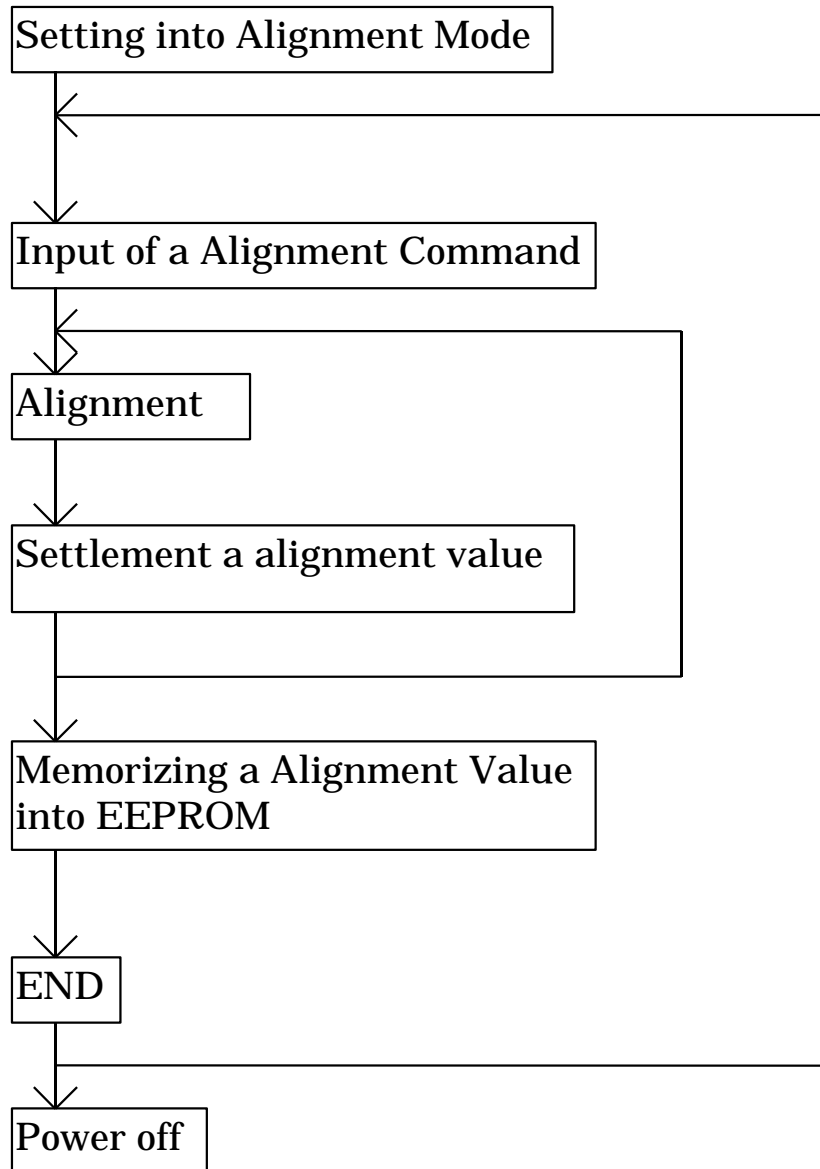 Setting into Alignment Mode
Input of a Alignment Command
Alignment
Settlement a alignment value
Memorizing a Alignment Value
into EEPROM
END
Power off